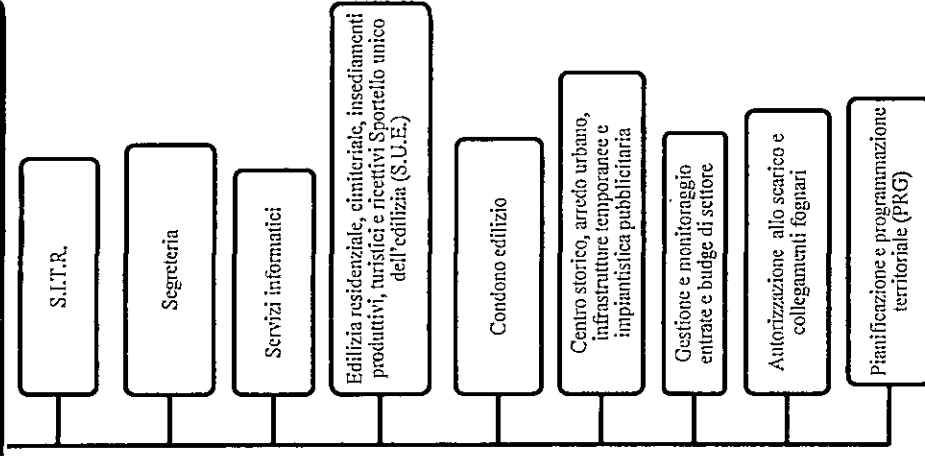 S.I.T.R.
Segreteria
Servizi informatici
Edilizia residenziale, cimiteriale, insediamenti
produttivi, turistici e ricettivi Sportello unico
dell'edilizia (S.U.E.)
Condono edilizio
Centro storico, arredo urbano,
infrastrutture temporance e
impiantistica pubblicitaria
Gestione e monitoraggio
entrate e budge di settore
Autorizzazione allo scarico e
collegamenti fognari
Pianificazione e programmazione
territoriale (PRG)